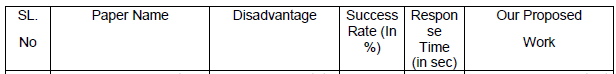 SL.
No
Paper Name
Disadvantage
Success
Rate (In
%)
Respon
se
Time
(in sec)
Our Proposed
Work